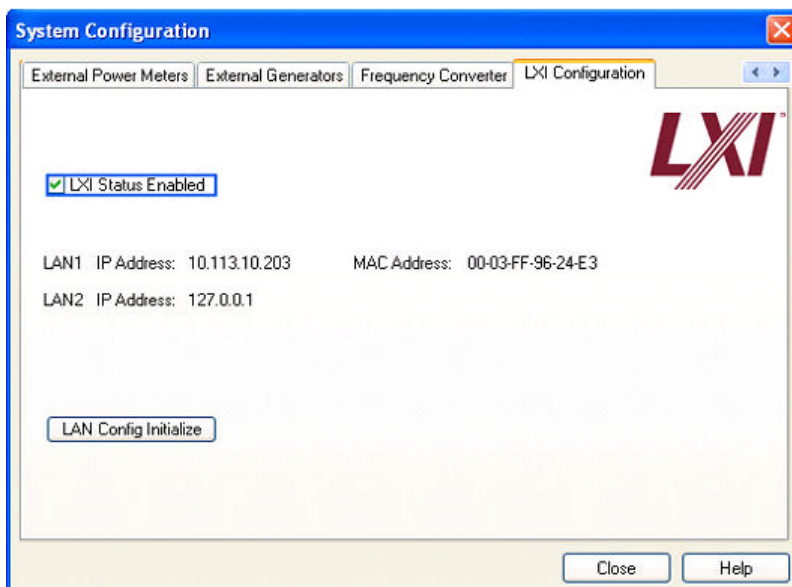 System Configuration
External Power Meters External Generators Frequency Converter LXI Configuration
LXI
LXI Status Enabled
LAN1 IP Address: 10.113.10.203 MAC Address: 00-03-FF-96-24-E3
LAN2 IP Address: 127.0.0.1
LAN Config Initialize
Close Help